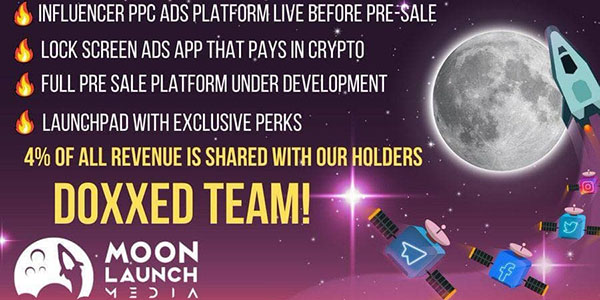 🔥 INFLUENCER PPC ADS PLATFORM LIVE BEFORE PRE-SALE
🔥 LOCK SCREEN ADS APP THAT PAYS IN CRYPTO
🔥 FULL PRE SALE PLATFORM UNDER DEVELOPMENT
🔥 LAUNCHPAD WITH EXCLUSIVE PERKS
4% OF ALL REVENUE IS SHARED WITH OUR HOLDERS
DOXXED TEAM!
MOON
LAUNCH
MEDIA